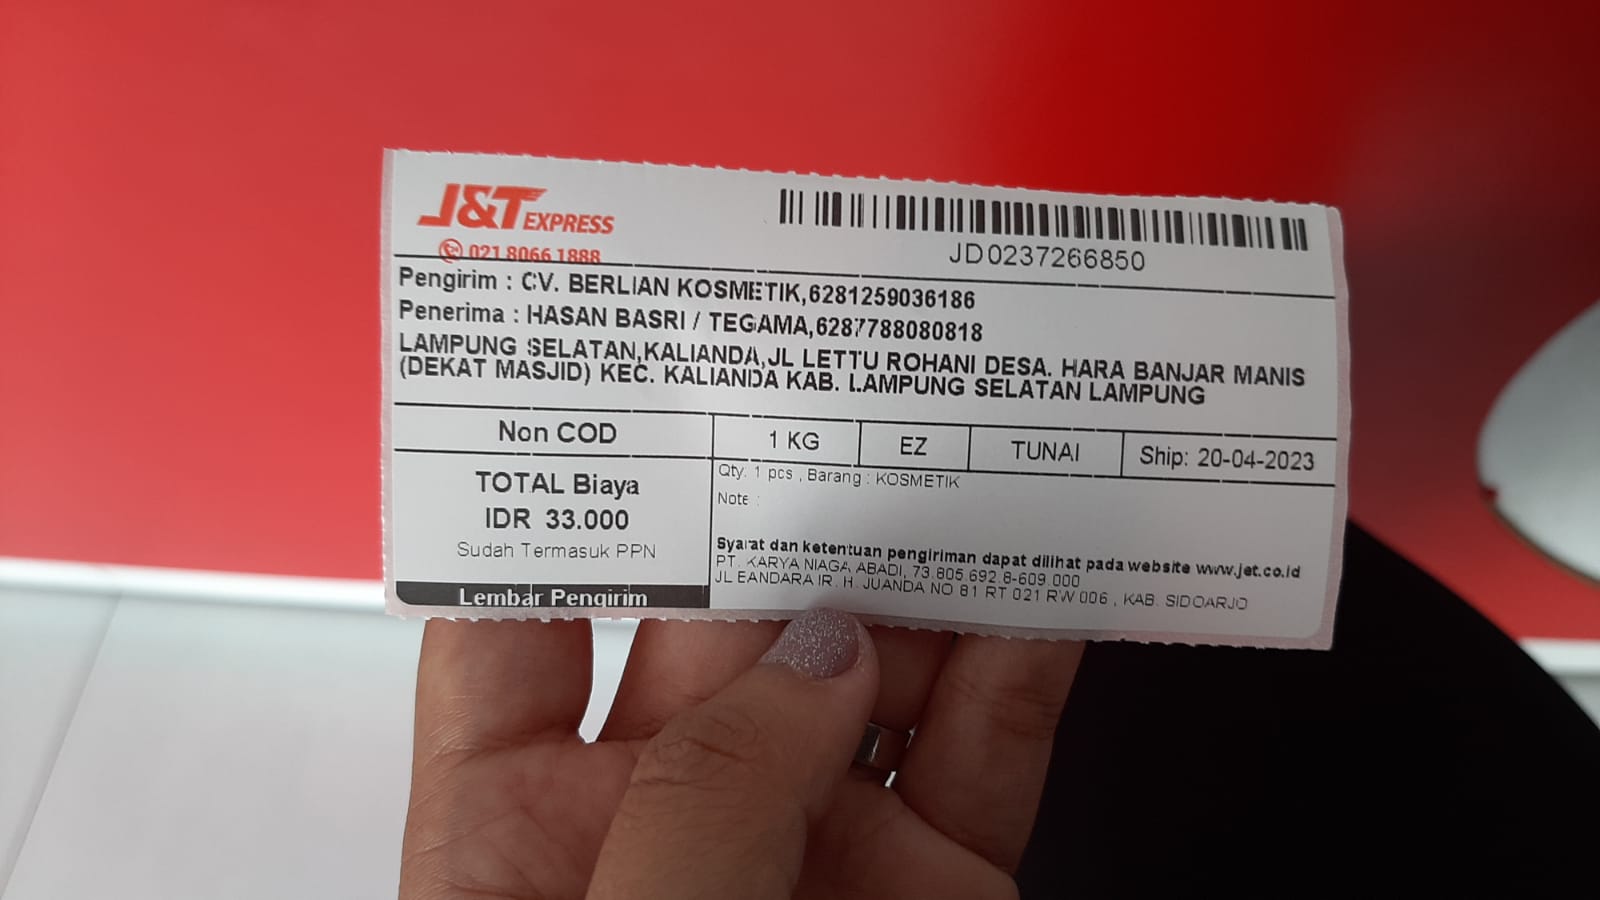 J&T EXPRESS
021 8066 1888
JD0237266850
Pengirim : CV. BERLIAN KOSMETIK,6281259036186
Penerima : HASAN BASRI / TEGAMA,6287788080818
LAMPUNG SELATAN,KALIANDA,JL LETTU ROHANI DESA. HARA BANJAR MANIS
(DEKAT MASJID) KEC. KALIANDA KAB. LAMPUNG SELATAN LAMPUNG
Non COD
1 KG
EZ
TUNAI
Ship: 20-04-2023
TOTAL Biaya
IDR 33.000
Sudah Termasuk PPN
Lembar Pengirim
Qty. 1 pcs , Barang : KOSMETIK
Note :
Syarat dan ketentuan pengiriman dapat dilihat pada website www.jet.co.id
PT. KARYA NIAGA ABADI, 73.805.692.8-609.000
JL EANDARA IR. H. JUANDA NO 81 RT 021 RW 006 , KAB. SIDOARJO